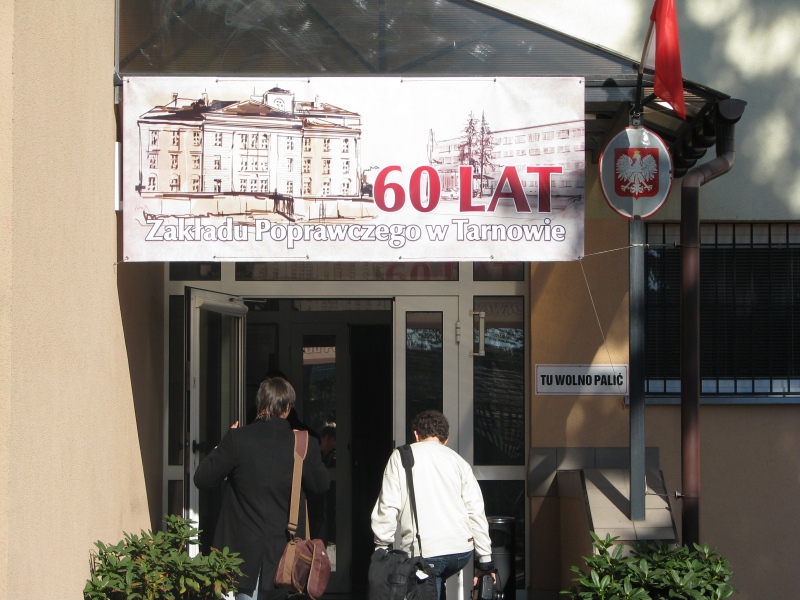 60 LAT
Zakładu Poprawczego w Tarnowie
TU WOLNO PALIĆ